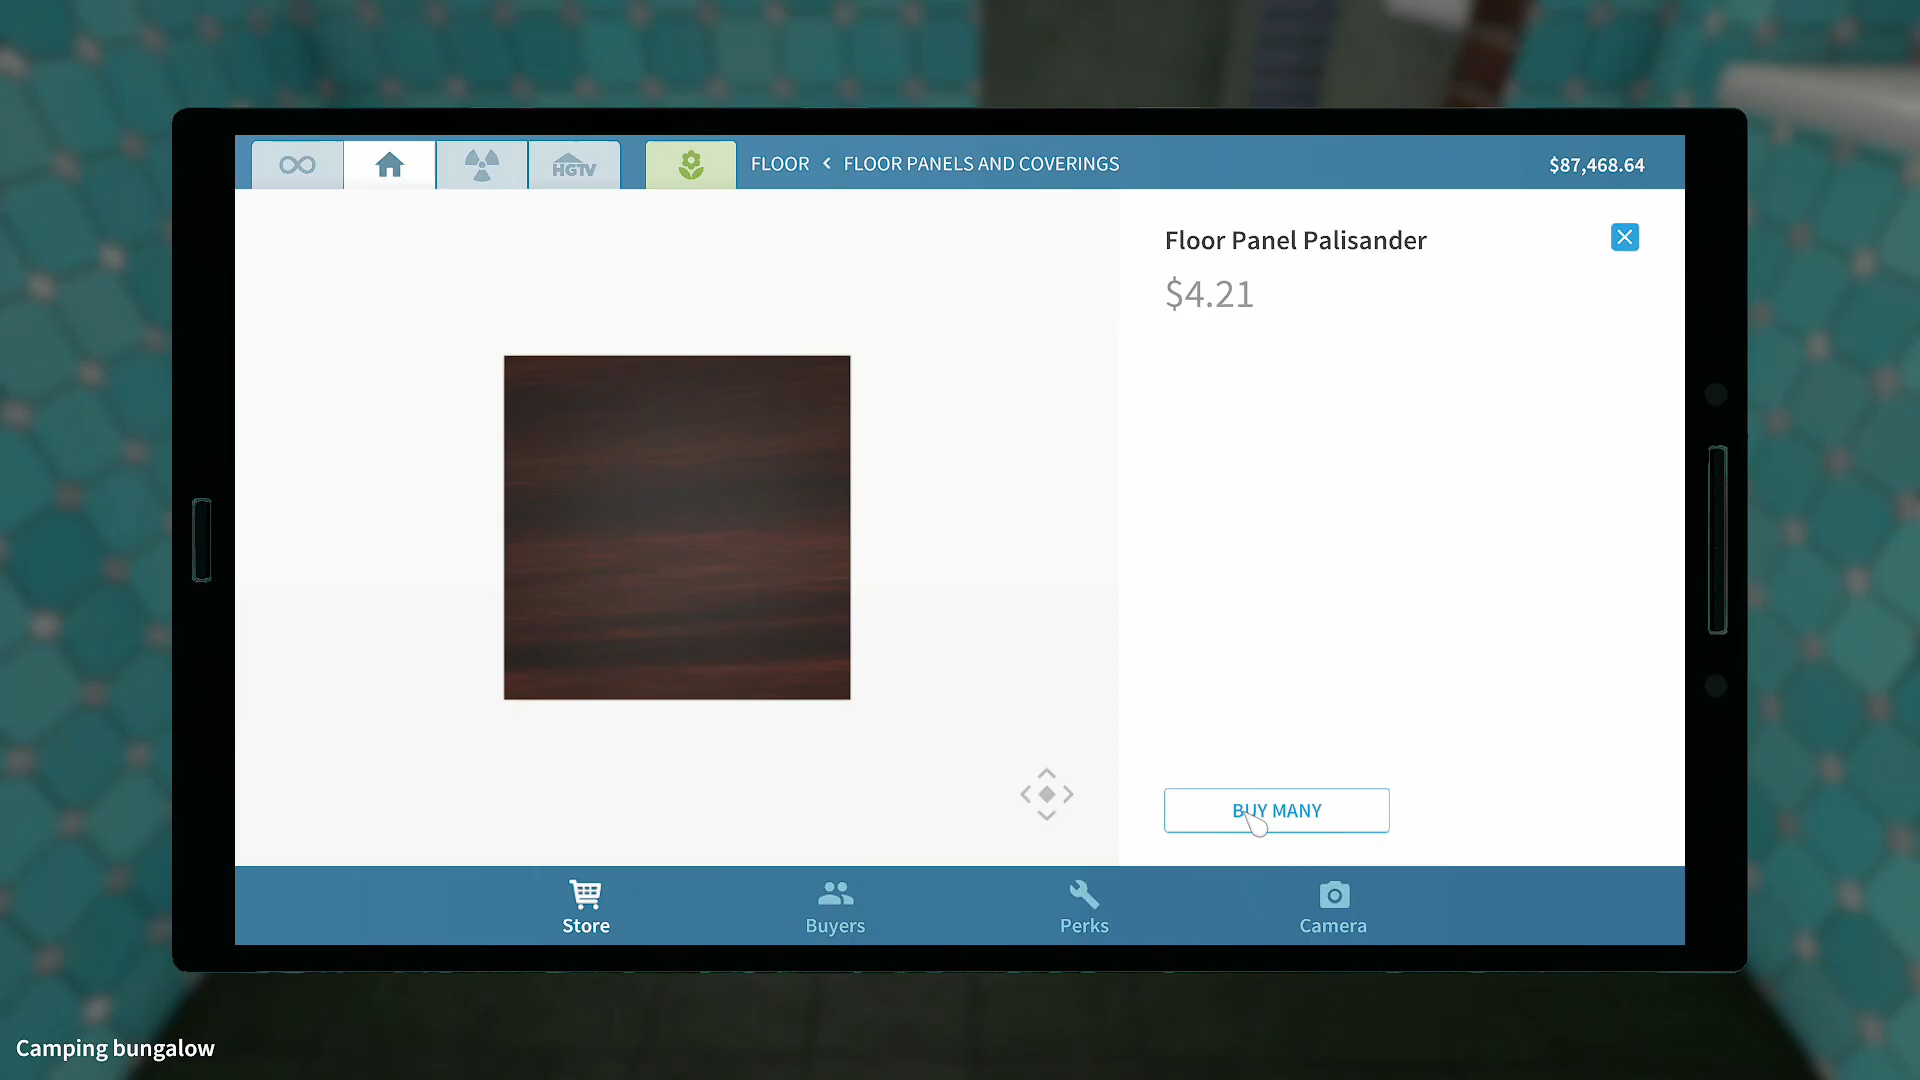 HGTV
FLOOR < FLOOR PANELS AND COVERINGS
$87,468.64
Floor Panel Palisander
$4.21
BUY MANY
Store
Buyers
Perks
Camera
Camping bungalow